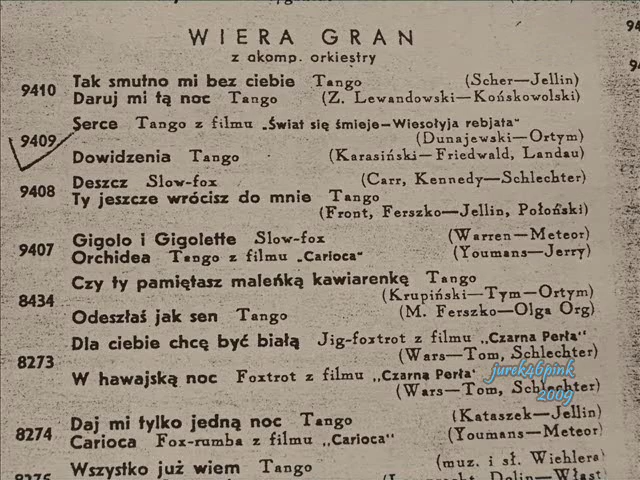 WIERA GRAN
z akomp. orkiestry
9410 Tak smutno mi bez ciebie Tango (Scher—Jellin)
Daruj mi tą noc Tango (Z. Lewandowski—Końskowolski)
9409 Serce Tango z filmu „Świat się śmieje—Wiesołyja rebjata"
(Dunajewski—Ortym)
Dowidzenia Tango (Karasiński—Friedwald, Landau)
9408 Deszcz Slow-fox (Carr, Kennedy—Schlechter)
Ty jeszcze wrócisz do mnie Tango
(Front, Ferszko—Jellin, Połoński)
9407 Gigolo i Gigolette Slow-fox (Warren—Meteor)
Orchidea Tango z filmu „Carioca" (Youmans—Jerry)
8434 Czy ty pamiętasz maleńką kawiarenkę Tango
(Krupiński—Tym—Ortym)
Odeszłaś jak sen Tango (M. Ferszko—Olga Org)
8273 Dla ciebie chcę być białą Jig-foxtrot z filmu „Czarna Perła"
(Wars—Tom, Schlechter)
W hawajską noc Foxtrot z filmu „Czarna Perła"
(Wars—Tom, Schlechter)
jurek46pink
2009
8274 Daj mi tylko jedną noc Tango (Kataszek—Jellin)
Carioca Fox-rumba z filmu „Carioca" (Youmans—Meteor)
Wszystko już wiem Tango (muz. i sł. Wiehlera)